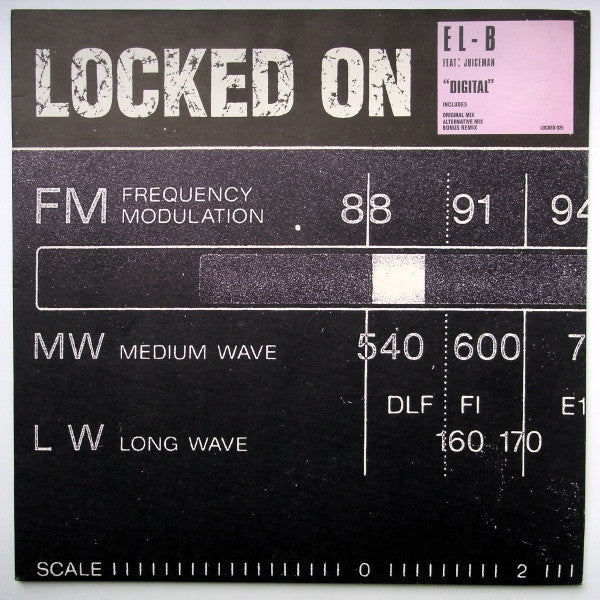 LOCKED ON
EL-B
FEAT: JUICEMAN
"DIGITAL"
INCLUDES
ORIGINAL MIX
ALTERNATIVE MIX
BONUS REMIX
LOCKED 025
FM FREQUENCY MODULATION 88 91 94
MW MEDIUM WAVE 540 600 7
DLF FI E1
LW LONG WAVE 160 170
SCALE 0 2